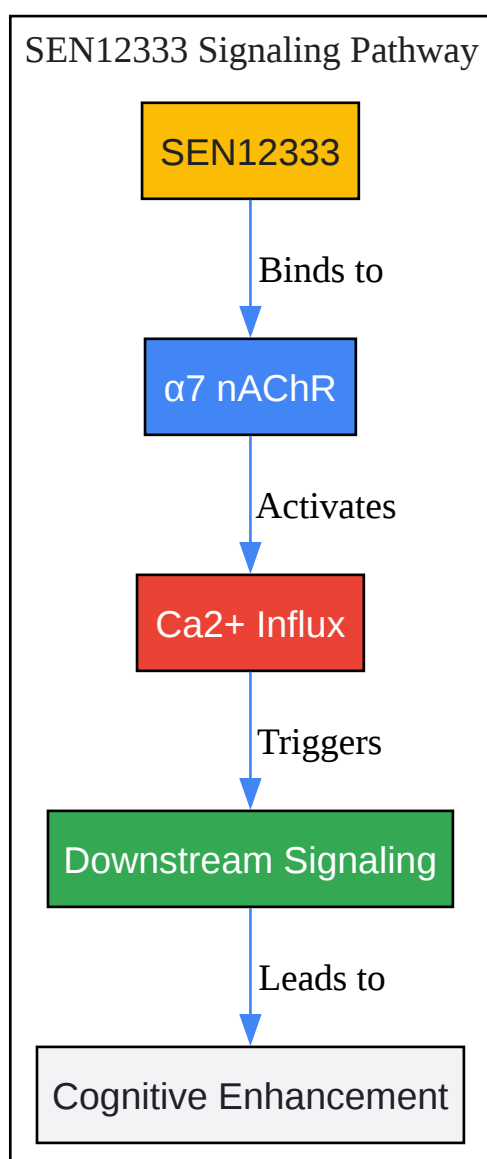 SEN12333 Signaling Pathway
SEN12333
Binds to
α7 nAChR
Activates
Ca2+ Influx
Triggers
Downstream Signaling
Leads to
Cognitive Enhancement